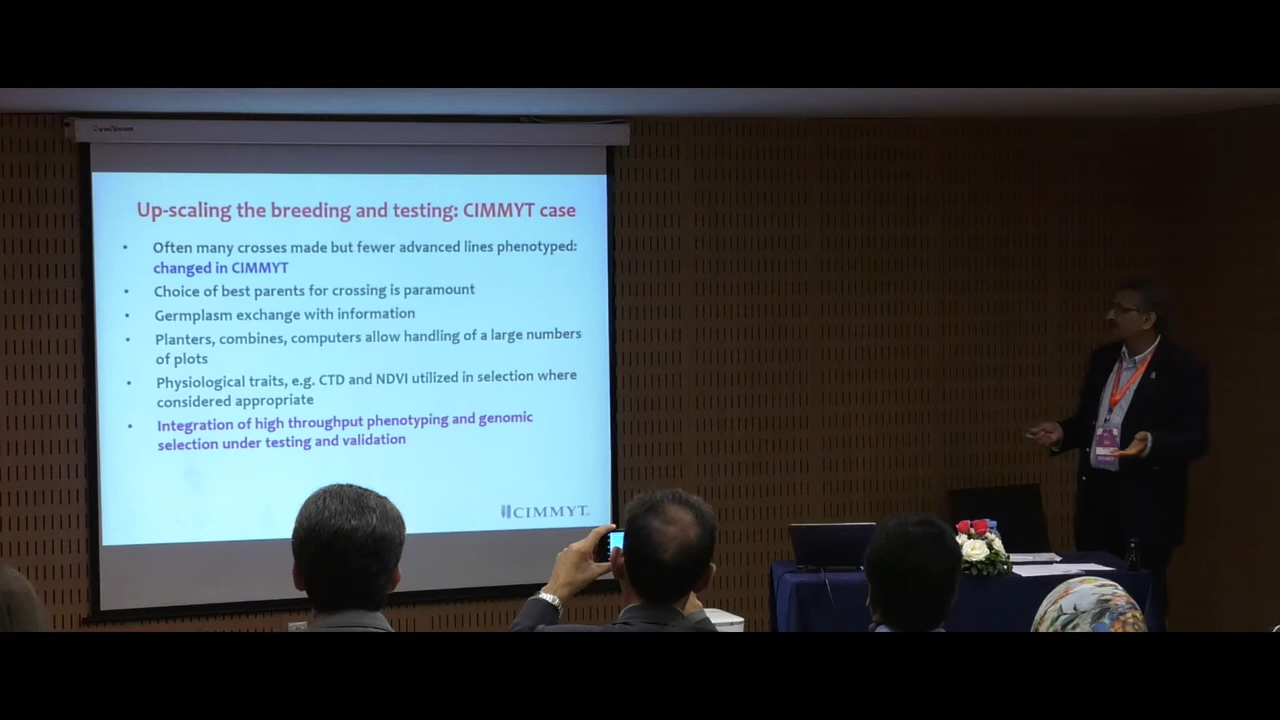 Up-scaling the breeding and testing: CIMMYT case
• Often many crosses made but fewer advanced lines phenotyped:
changed in CIMMYT
• Choice of best parents for crossing is paramount
• Germplasm exchange with information
• Planters, combines, computers allow handling of a large numbers
of plots
• Physiological traits, e.g. CTD and NDVI utilized in selection where
considered appropriate
• Integration of high throughput phenotyping and genomic
selection under testing and validation
CIMMYT